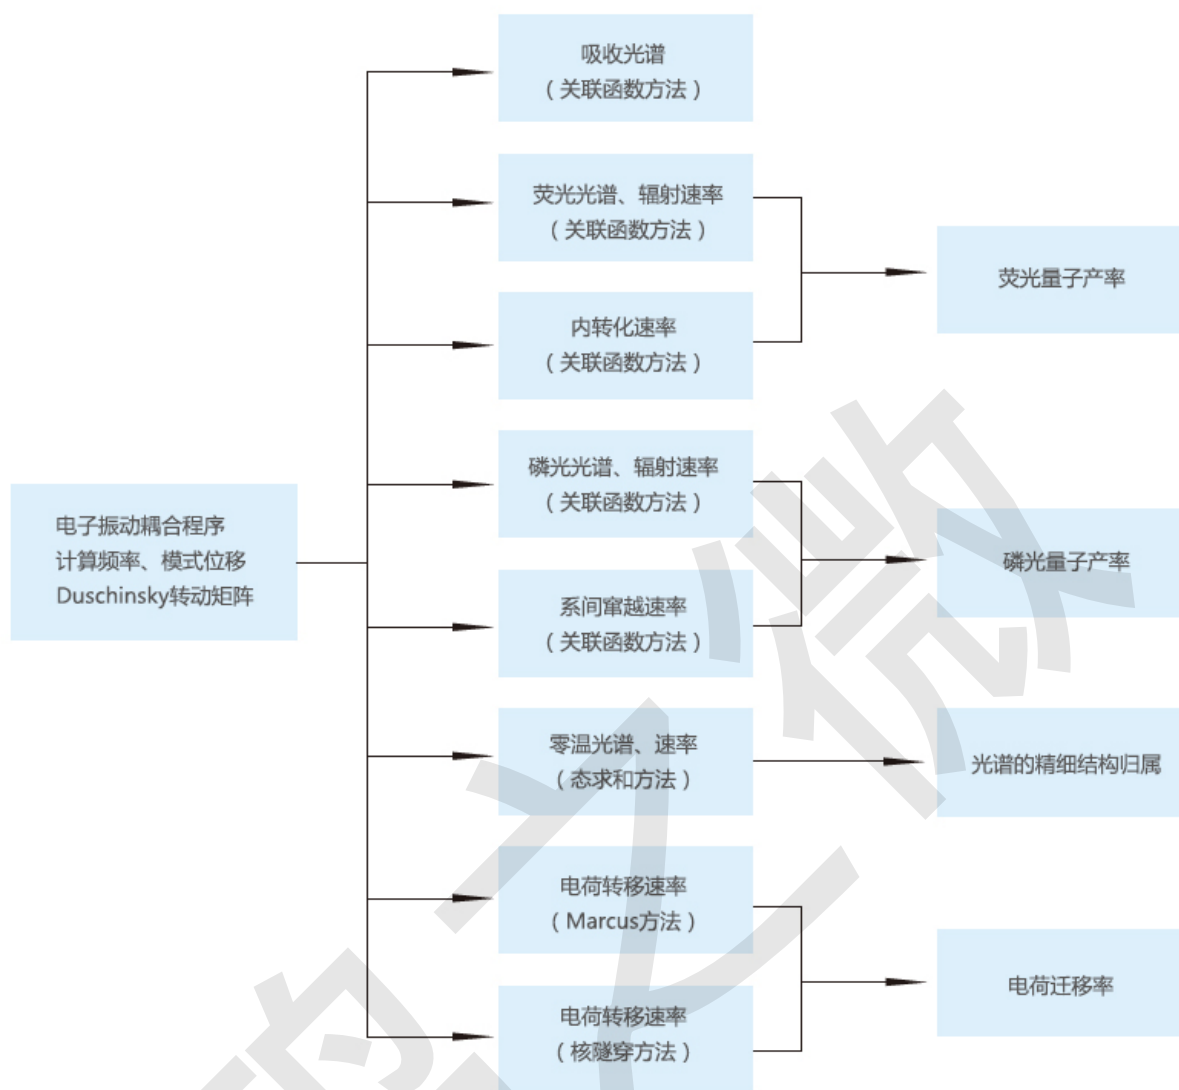 吸收光谱
（关联函数方法）
荧光光谱、辐射速率
（关联函数方法）
荧光量子产率
内转化速率
（关联函数方法）
磷光光谱、辐射速率
（关联函数方法）
电子振动耦合程序
计算频率、模式位移
Duschinsky转动矩阵
磷光量子产率
系间窜越速率
（关联函数方法）
零温光谱、速率
（态求和方法）
光谱的精细结构归属
电荷转移速率
（Marcus方法）
电荷迁移率
电荷转移速率
（核隧穿方法）
之微